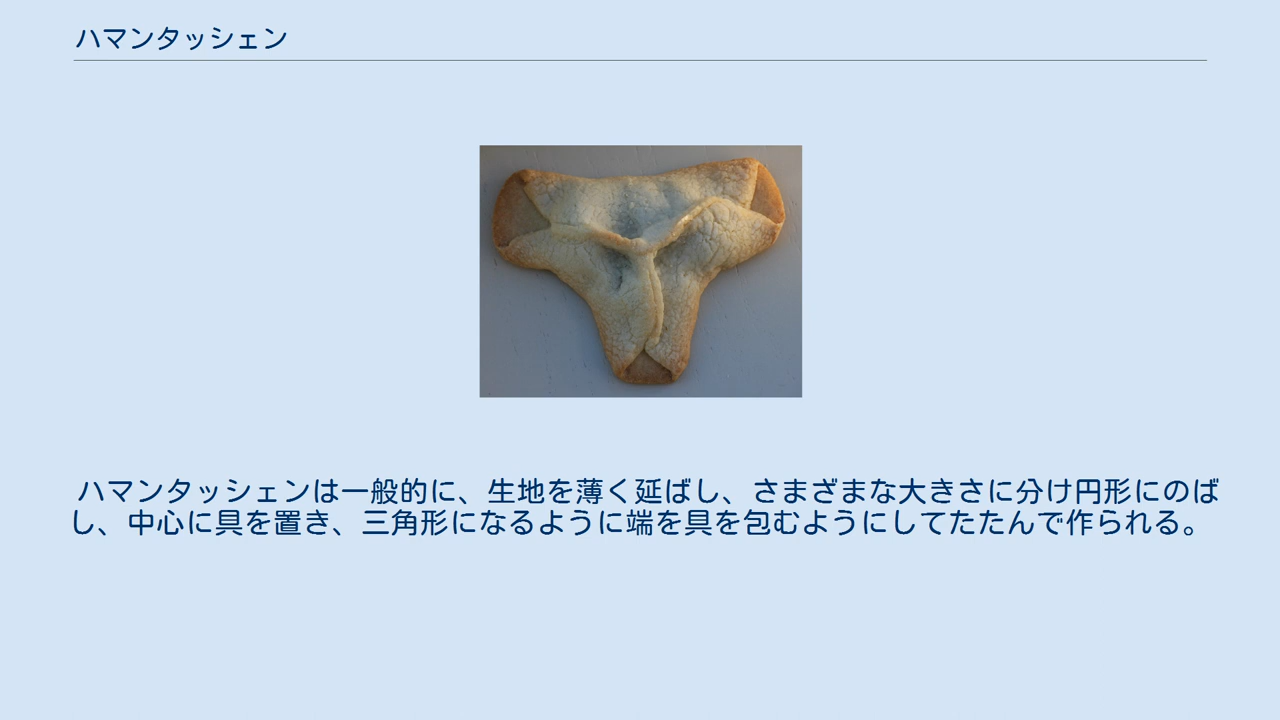 ハマンタッシェン
ハマンタッシェンは一般的に、生地を薄く延ばし、さまざまな大きさに分け円形にのば
し、中心に具を置き、三角形になるように端を具を包むようにしてたたんで作られる。